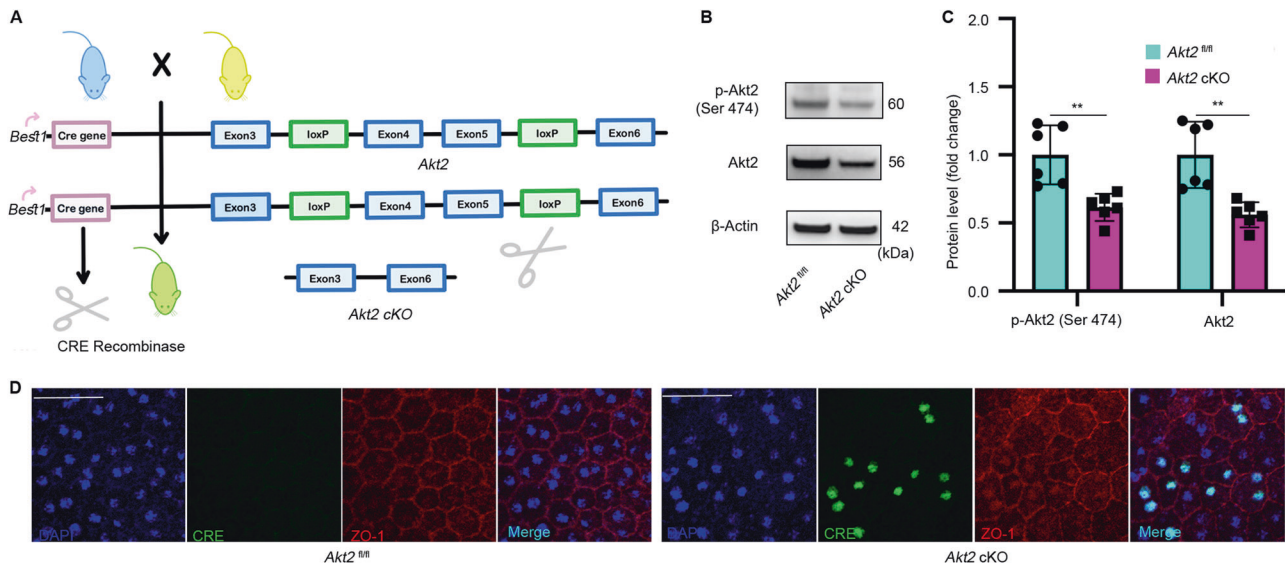 A
Best1
Cre gene
Exon3
loxP
Exon4
Exon5
loxP
Exon6
Akt2
Best1
Cre gene
Exon3
loxP
Exon4
Exon5
loxP
Exon6
Exon3
Exon6
Akt2 cKO
CRE Recombinase
B
p-Akt2
(Ser 474)
60
Akt2
56
β-Actin
42
(kDa)
Akt2 fl/fl
Akt2 cKO
C
Protein level (fold change)
2.0
1.5
1.0
0.5
0.0
Akt2 fl/fl
Akt2 cKO
**
**
p-Akt2 (Ser 474)
Akt2
D
DAPI
CRE
ZO-1
Merge
Akt2 fl/fl
CRE
ZO-1
Merge
Akt2 cKO